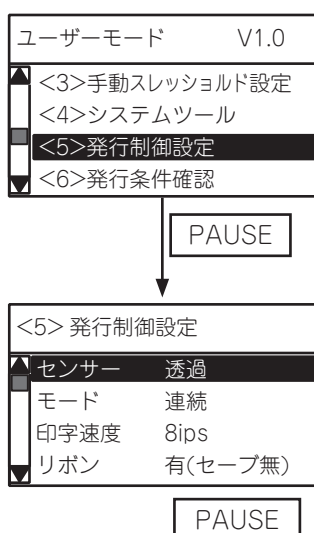 ユーザーモード V1.0
<3>手動スレッショルド設定
<4>システムツール
<5>発行制御設定
<6>発行条件確認
PAUSE
<5> 発行制御設定
センサー 透過
モード 連続
印字速度 8ips
リボン 有(セーブ無)
PAUSE